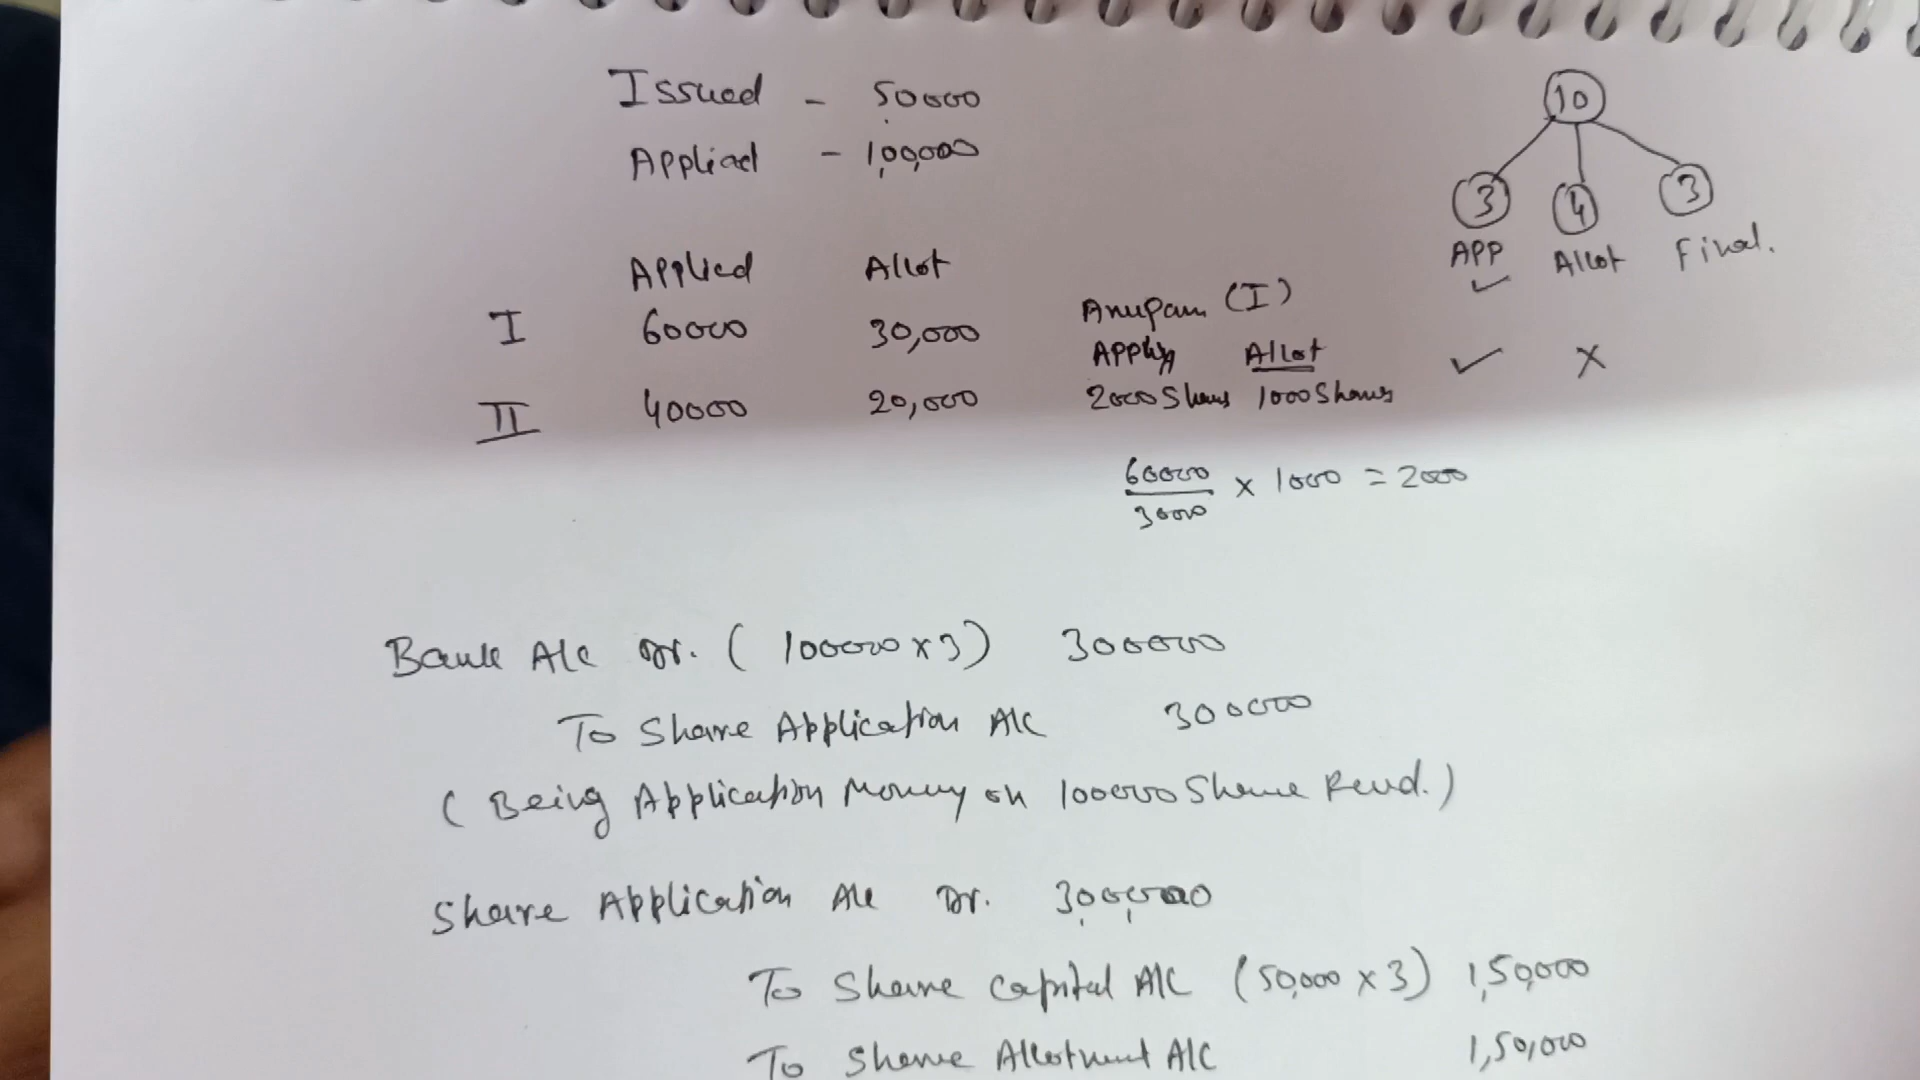 Issued - 50000
Applied - 1,00,000
10
3 4 3
APP Allot Final.
Applied Allot
I 60000 30,000
II 40000 20,000
Anupam (I)
Apply Allot
2000 Shares 1000 Shares
60000
30000
x 1000 = 2000
Bank A/c Dr. ( 100000 x 3 ) 300000
To Share Application A/c 300000
( Being Application Money on 100000 Share Recd. )
Share Application A/c Dr. 3,00,000
To Share Capital A/c (50,000 x 3) 1,50,000
To Share Allotment A/c 1,50,000